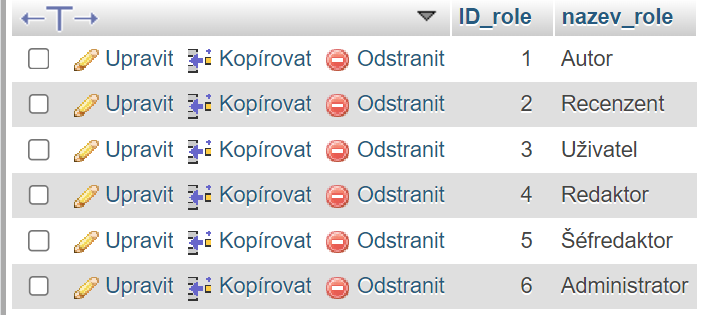 ID_role nazev_role
Upravit Kopírovat Odstranit 1 Autor
Upravit Kopírovat Odstranit 2 Recenzent
Upravit Kopírovat Odstranit 3 Uživatel
Upravit Kopírovat Odstranit 4 Redaktor
Upravit Kopírovat Odstranit 5 Šéfredaktor
Upravit Kopírovat Odstranit 6 Administrator